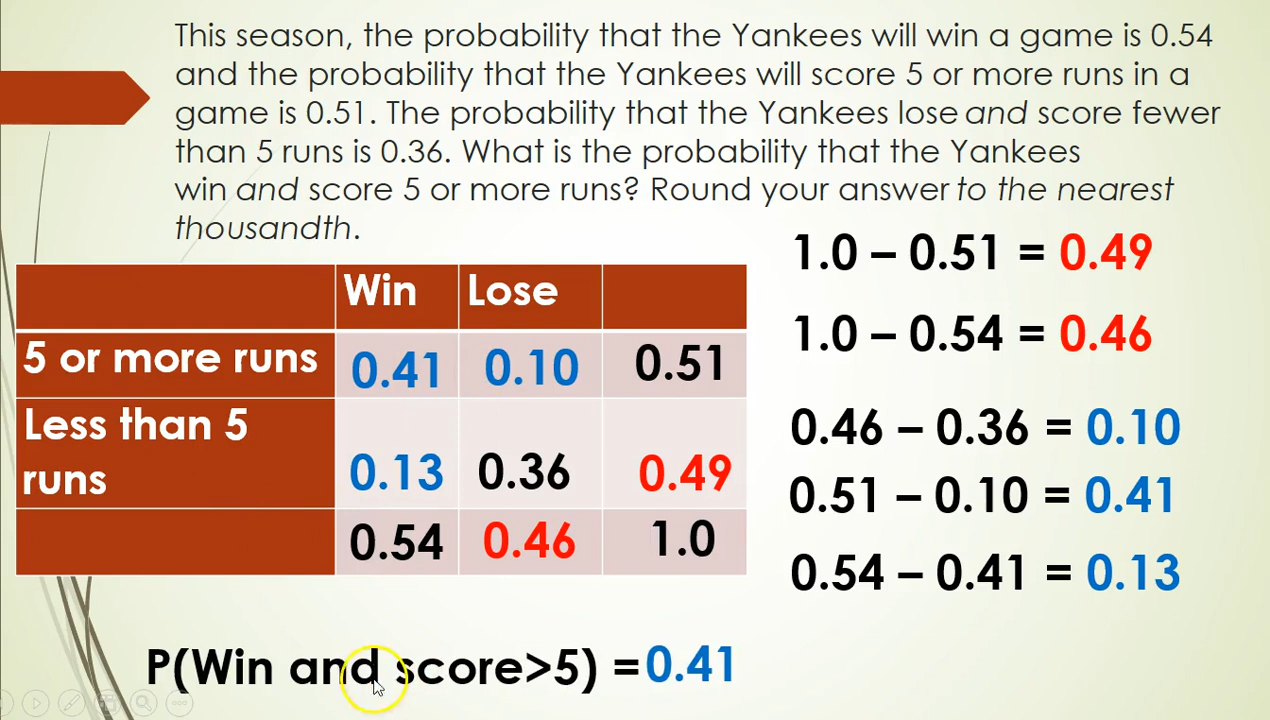 This season, the probability that the Yankees will win a game is 0.54
and the probability that the Yankees will score 5 or more runs in a
game is 0.51. The probability that the Yankees lose and score fewer
than 5 runs is 0.36. What is the probability that the Yankees
win and score 5 or more runs? Round your answer to the nearest
thousandth.
1.0 – 0.51 = 0.49
1.0 – 0.54 = 0.46
0.46 – 0.36 = 0.10
0.51 – 0.10 = 0.41
0.54 – 0.41 = 0.13
Win Lose
5 or more runs 0.41 0.10 0.51
Less than 5
runs 0.13 0.36 0.49
0.54 0.46 1.0
P(Win and score>5) = 0.41